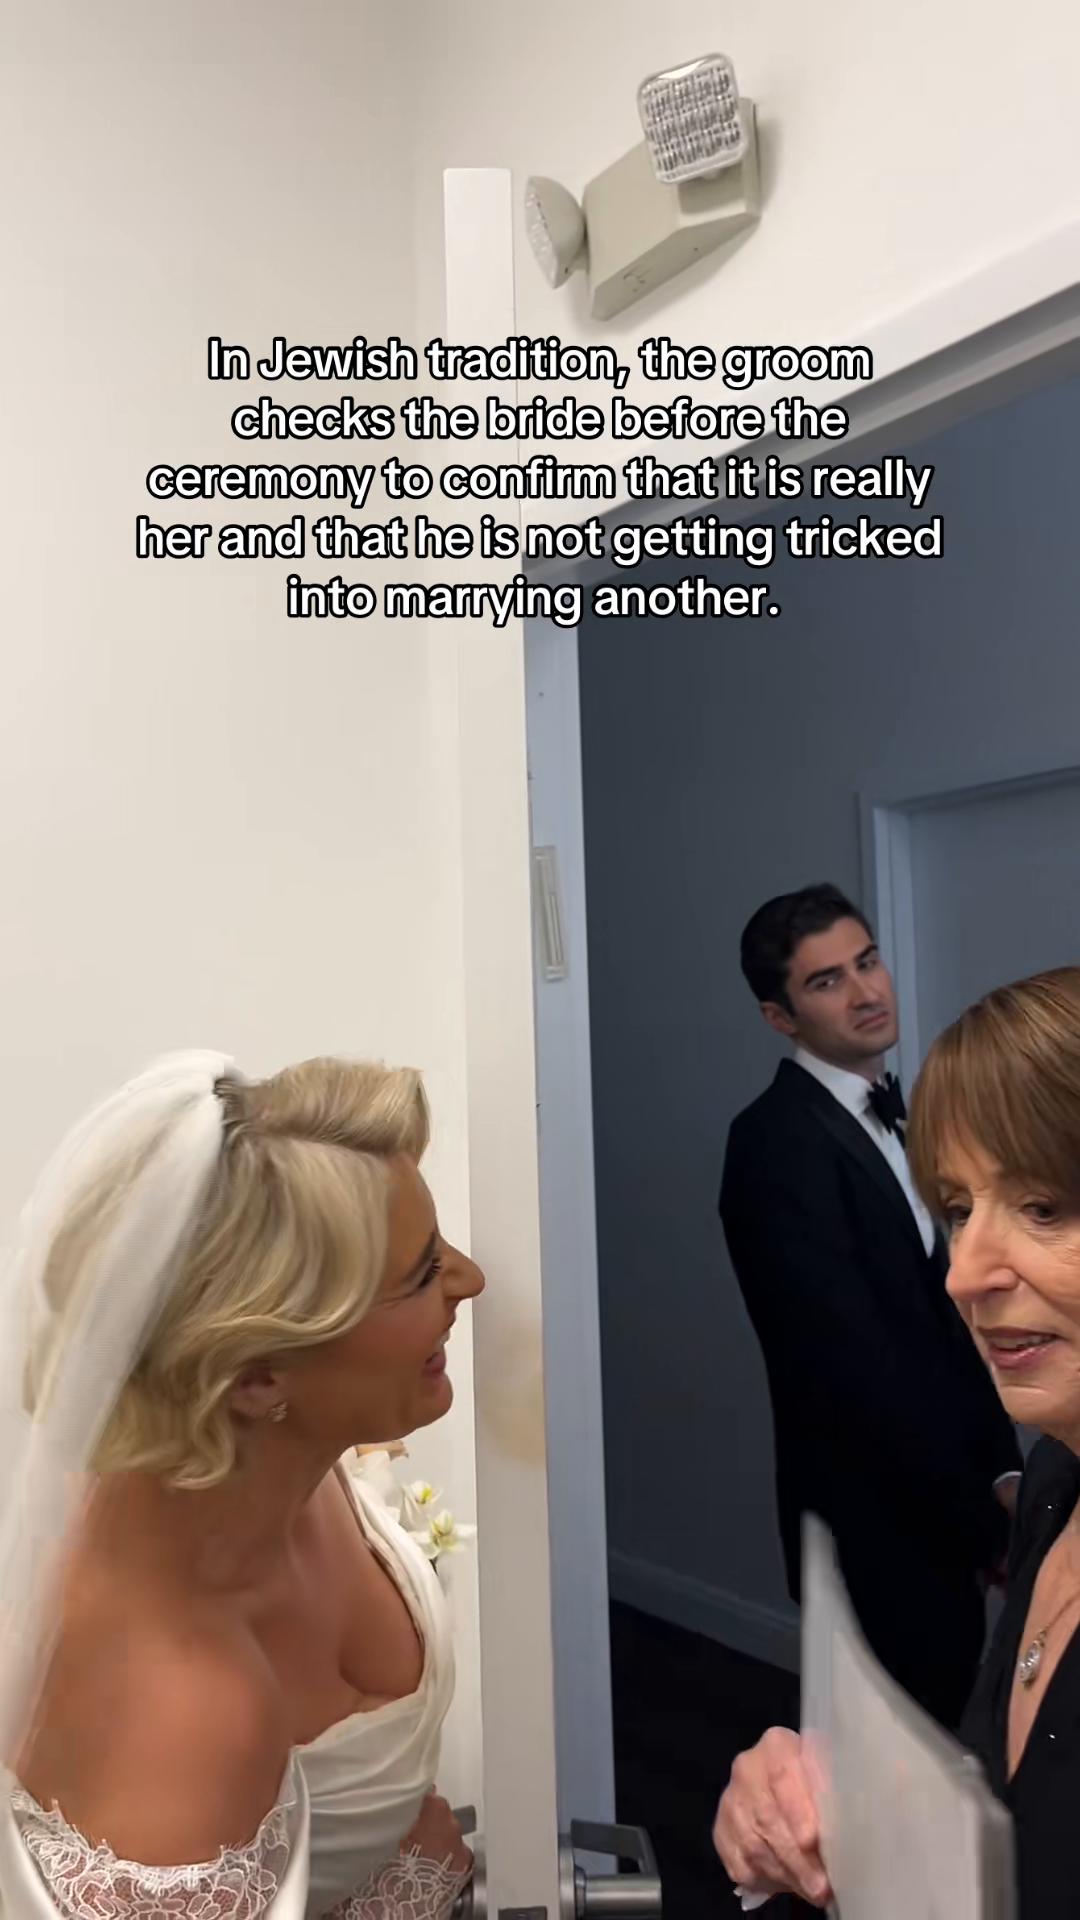 In Jewish tradition, the groom
checks the bride before the
ceremony to confirm that it is really
her and that he is not getting tricked
into marrying another.